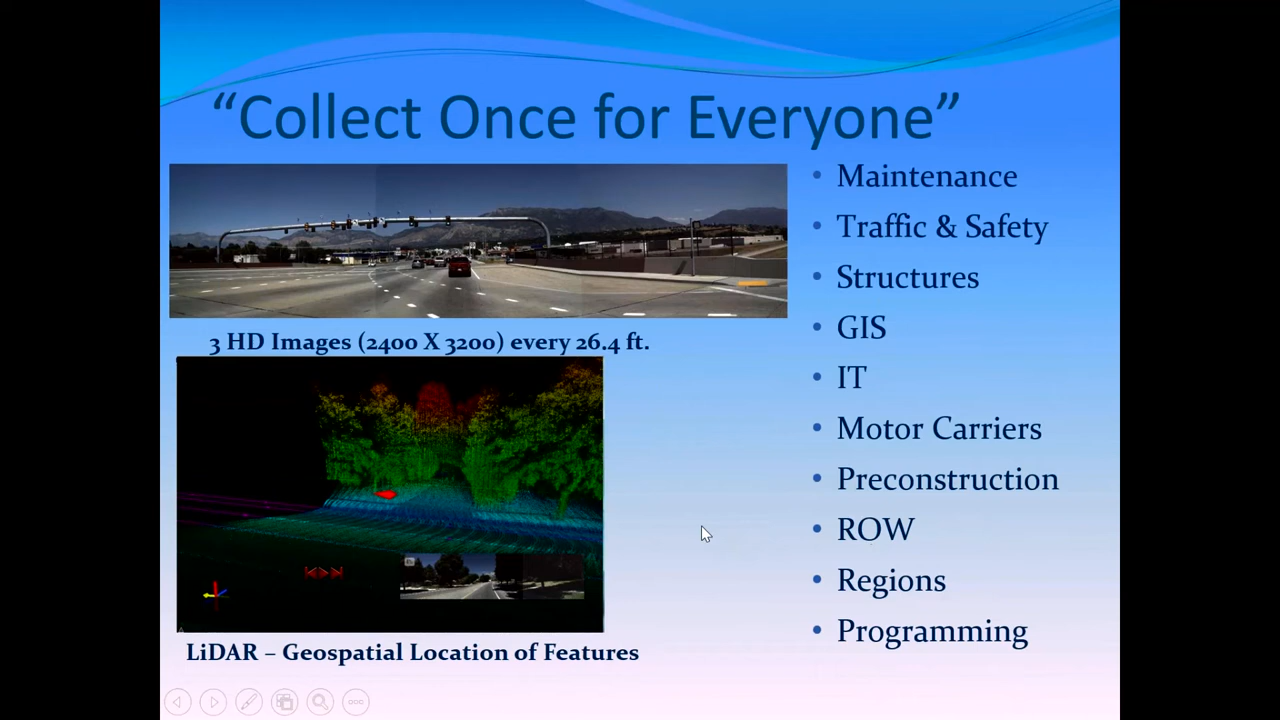 “Collect Once for Everyone”
3 HD Images (2400 X 3200) every 26.4 ft.
LiDAR – Geospatial Location of Features
• Maintenance
• Traffic & Safety
• Structures
• GIS
• IT
• Motor Carriers
• Preconstruction
• ROW
• Regions
• Programming